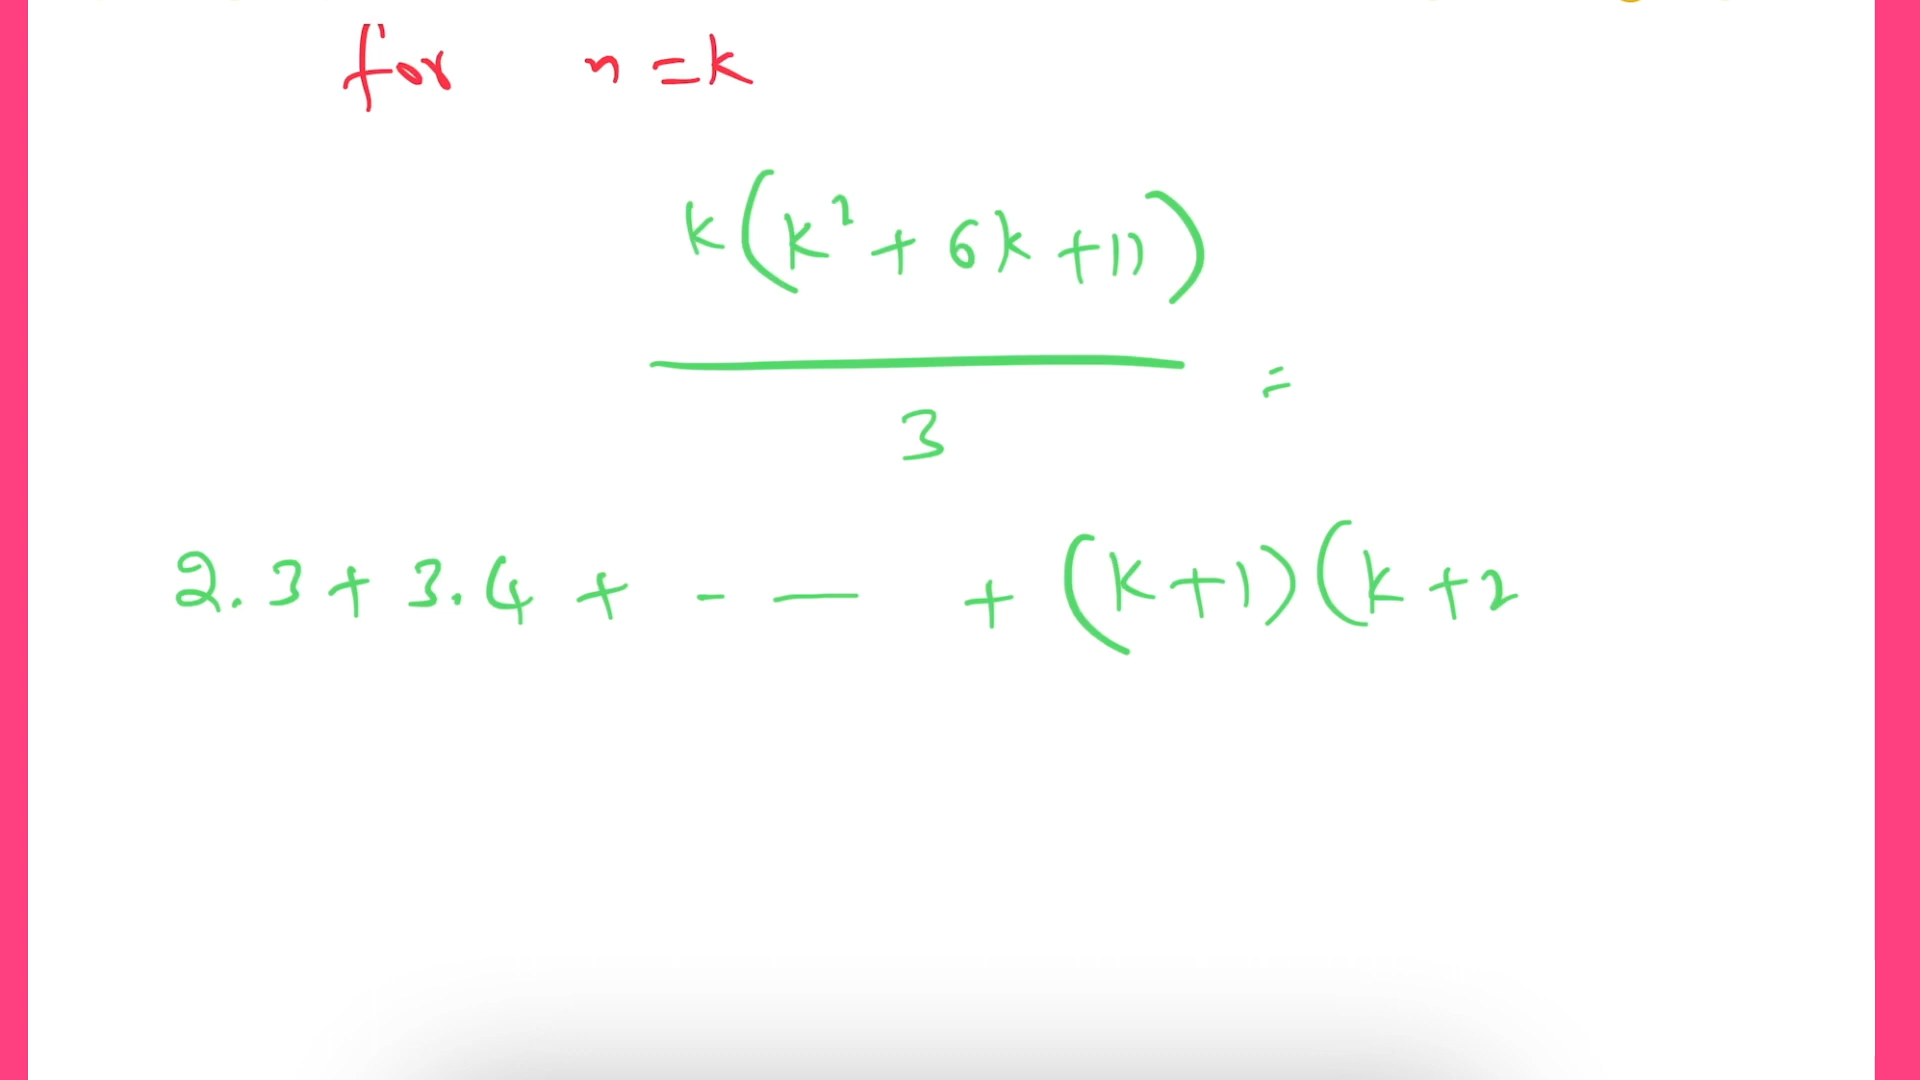 for n = k
k(k² + 6k + 11)
3 =
2.3 + 3.4 + - — + (k+1)(k+2